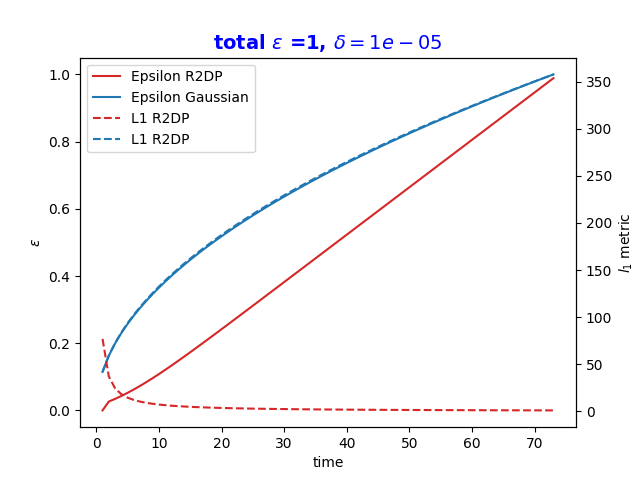 total ε =1, δ = 1e − 05
Epsilon R2DP
Epsilon Gaussian
L1 R2DP
L1 R2DP
1.0
0.8
0.6
0.4
0.2
0.0
ε
350
300
250
200
150
100
50
0
l₁ metric
0 10 20 30 40 50 60 70
time